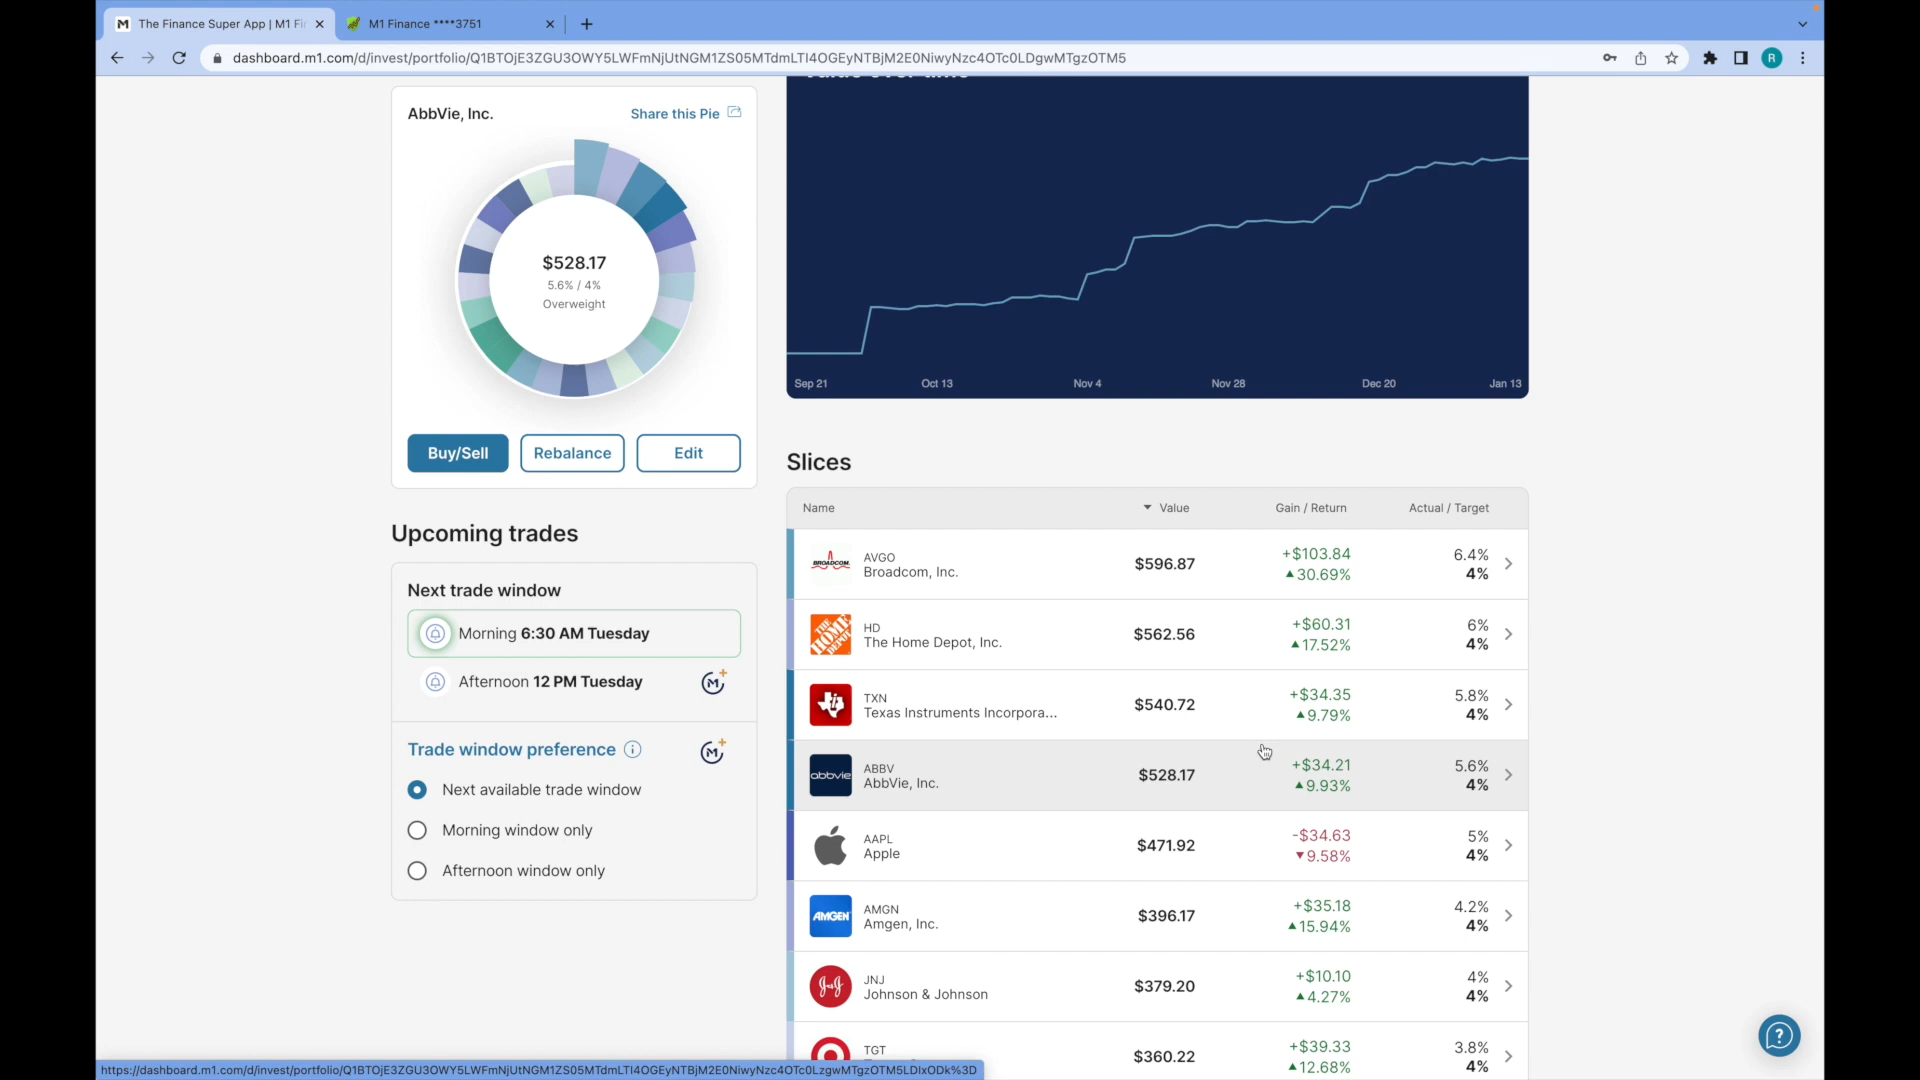 The Finance Super App | M1 Fi
M1 Finance ****3751
dashboard.m1.com/d/invest/portfolio/Q1BTOjE3ZGU3OWY5LWFmNjUtNGM1ZS05MTdmLTI4OGEyNTBjM2E0NiwyNzc4OTc0LDgwMTgzOTM5
R
AbbVie, Inc.
Share this Pie
$528.17
5.6% / 4%
Overweight
Buy/Sell
Rebalance
Edit
Upcoming trades
Next trade window
Morning 6:30 AM Tuesday
Afternoon 12 PM Tuesday
Trade window preference
Next available trade window
Morning window only
Afternoon window only
Value over time
Sep 21
Oct 13
Nov 4
Nov 28
Dec 20
Jan 13
Slices
Name
Value
Gain / Return
Actual / Target
BROADCOM
AVGO
Broadcom, Inc.
$596.87
+$103.84
30.69%
6.4%
4%
THE HOME DEPOT
HD
The Home Depot, Inc.
$562.56
+$60.31
17.52%
6%
4%
TXN
Texas Instruments Incorpora...
$540.72
+$34.35
9.79%
5.8%
4%
abbvie
ABBV
AbbVie, Inc.
$528.17
+$34.21
9.93%
5.6%
4%
AAPL
Apple
$471.92
-$34.63
9.58%
5%
4%
AMGEN
AMGN
Amgen, Inc.
$396.17
+$35.18
15.94%
4.2%
4%
J&J
JNJ
Johnson & Johnson
$379.20
+$10.10
4.27%
4%
4%
TGT
$360.22
+$39.33
12.68%
3.8%
4%
https://dashboard.m1.com/d/invest/portfolio/Q1BTOjE3ZGU3OWY5LWFmNjUtNGM1ZS05MTdmLTI4OGEyNTBjM2E0NiwyNzc4OTc0LzgwMTgzOTM5LDIxODk%3D